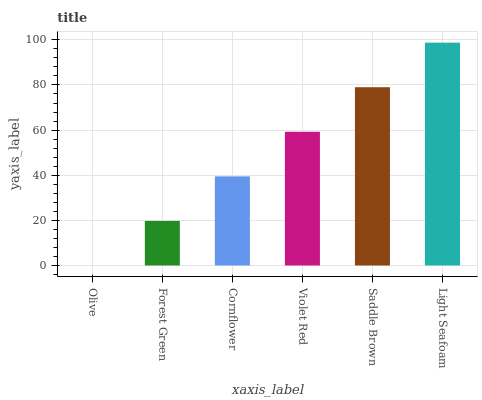 title
yaxis_label
100
80
60
40
20
0
Olive
Forest Green
Cornflower
Violet Red
Saddle Brown
Light Seafoam
xaxis_label